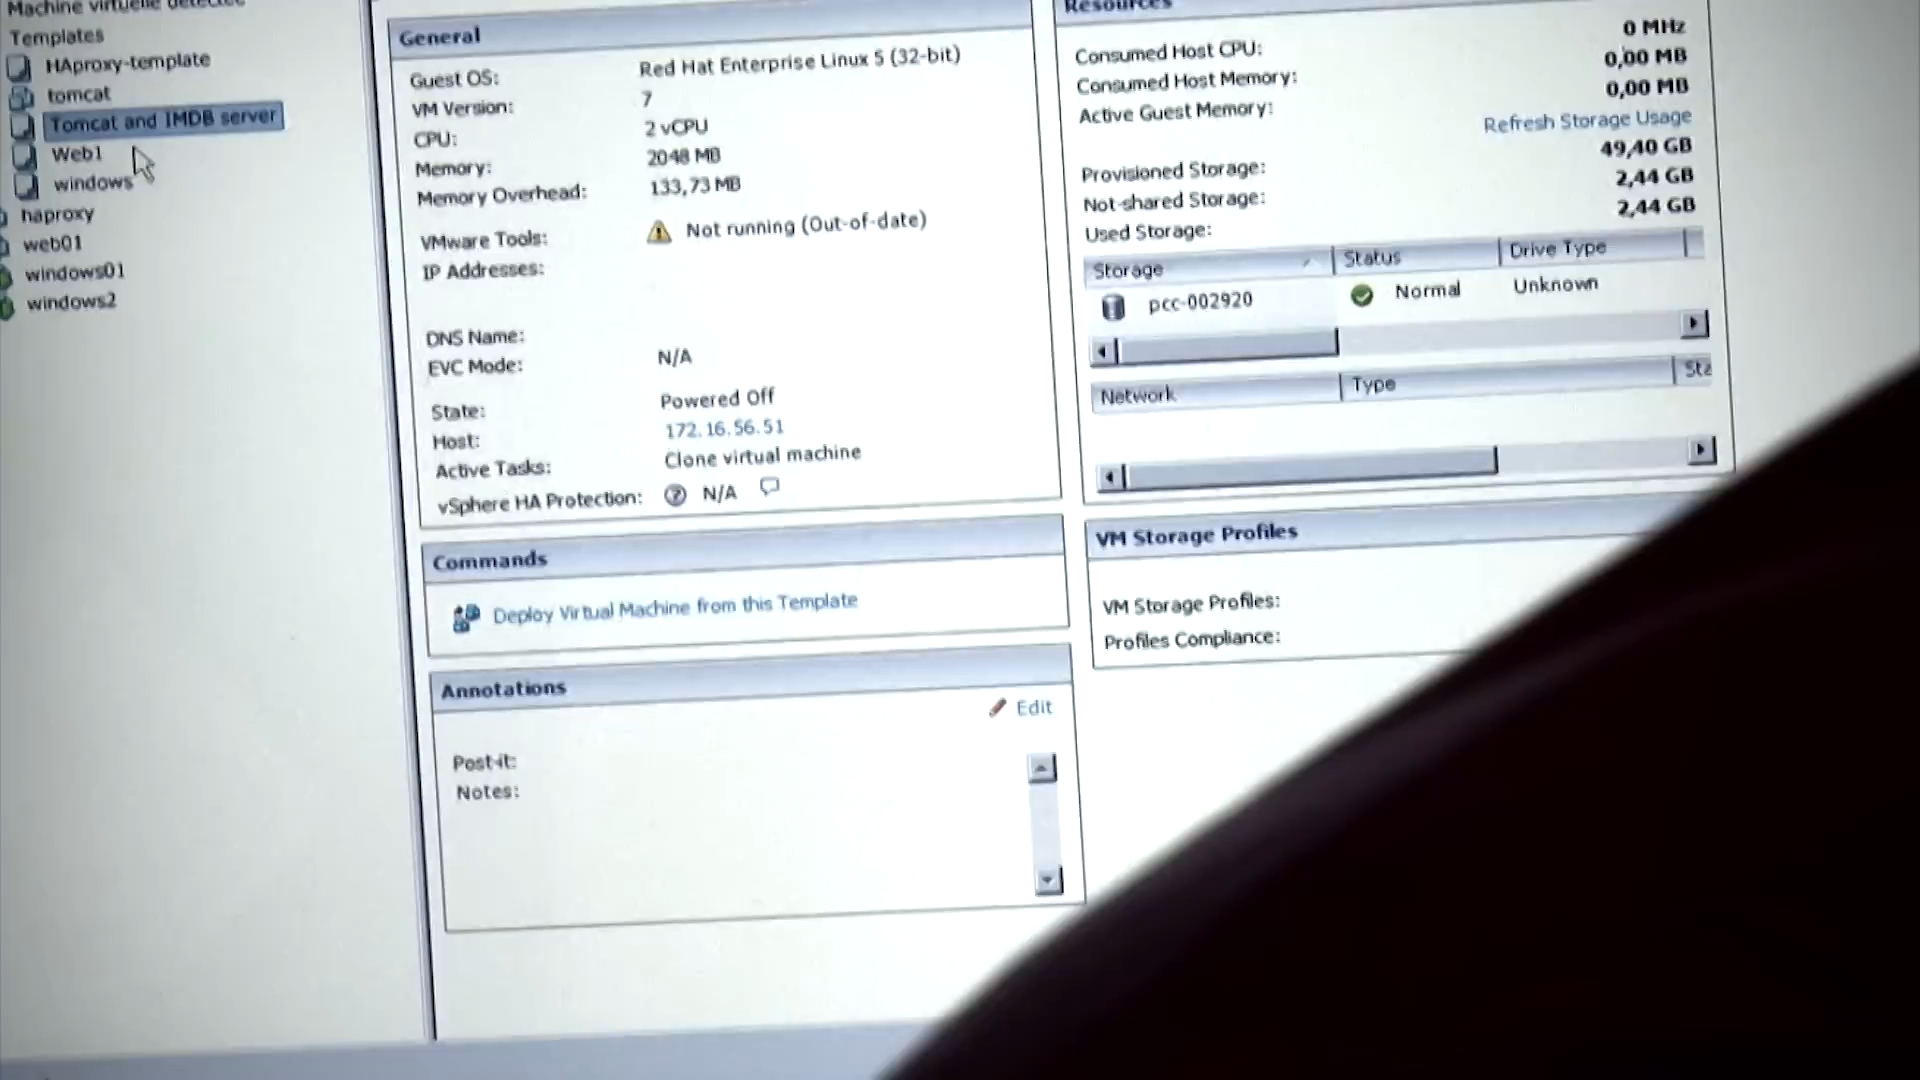 Machine virtuelle
Templates
HAproxy-template
tomcat
Tomcat and IMDB server
Web1
windows
haproxy
web01
windows01
windows2
General
Guest OS: Red Hat Enterprise Linux 5 (32-bit)
VM Version: 7
CPU: 2 vCPU
Memory: 2048 MB
Memory Overhead: 133,73 MB
VMware Tools: Not running (Out-of-date)
IP Addresses:
DNS Name:
EVC Mode: N/A
State: Powered Off
Host: 172.16.56.51
Active Tasks: Clone virtual machine
vSphere HA Protection: N/A
Commands
Deploy Virtual Machine from this Template
Annotations
Edit
Post-it:
Notes:
Resources
Consumed Host CPU: 0 MHz
Consumed Host Memory: 0,00 MB
Active Guest Memory: 0,00 MB
Refresh Storage Usage
Provisioned Storage: 49,40 GB
Not-shared Storage: 2,44 GB
Used Storage: 2,44 GB
Storage Status Drive Type
pcc-002920 Normal Unknown
Network Type
VM Storage Profiles
VM Storage Profiles:
Profiles Compliance: